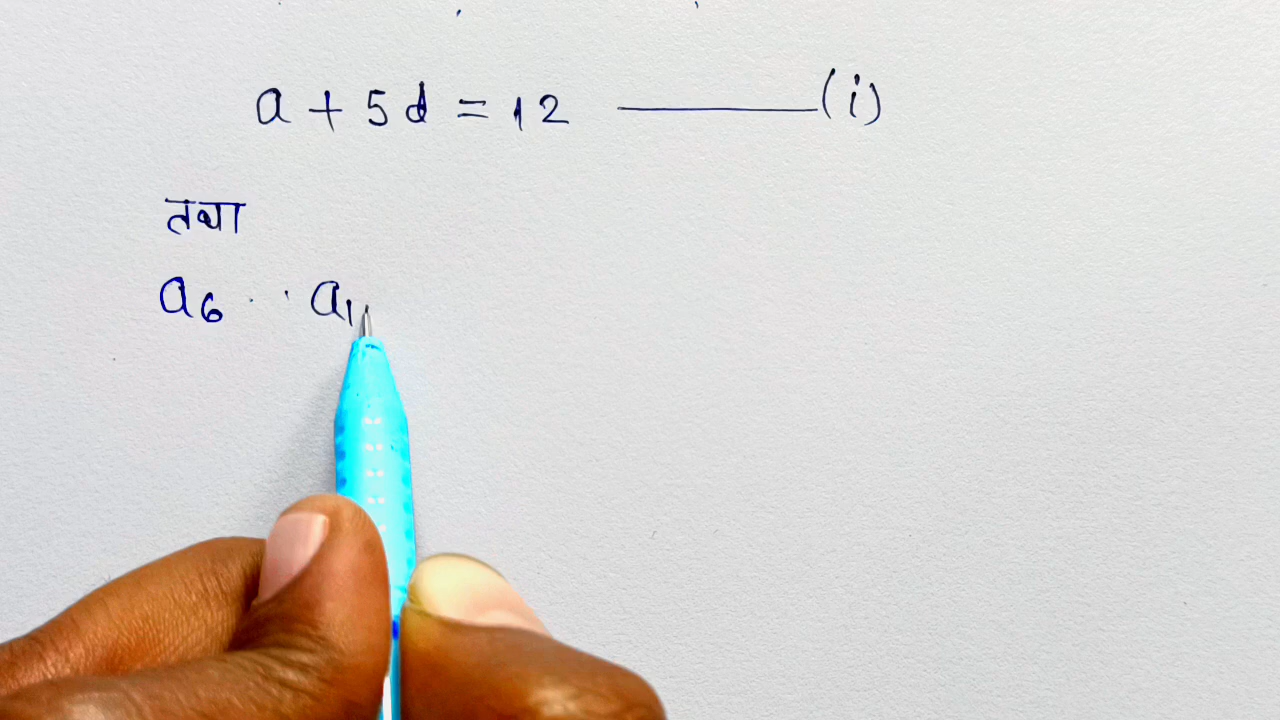 a + 5d = 12 ———(i)
तथा
a₆ a₁